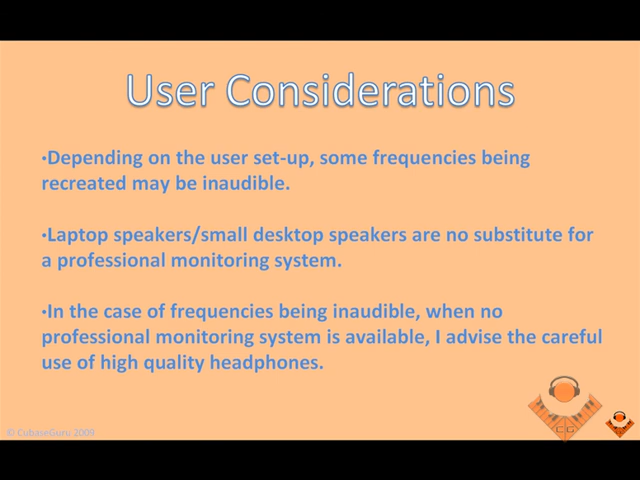 User Considerations
•Depending on the user set-up, some frequencies being
recreated may be inaudible.
•Laptop speakers/small desktop speakers are no substitute for
a professional monitoring system.
•In the case of frequencies being inaudible, when no
professional monitoring system is available, I advise the careful
use of high quality headphones.
© CubaseGuru 2009
CG